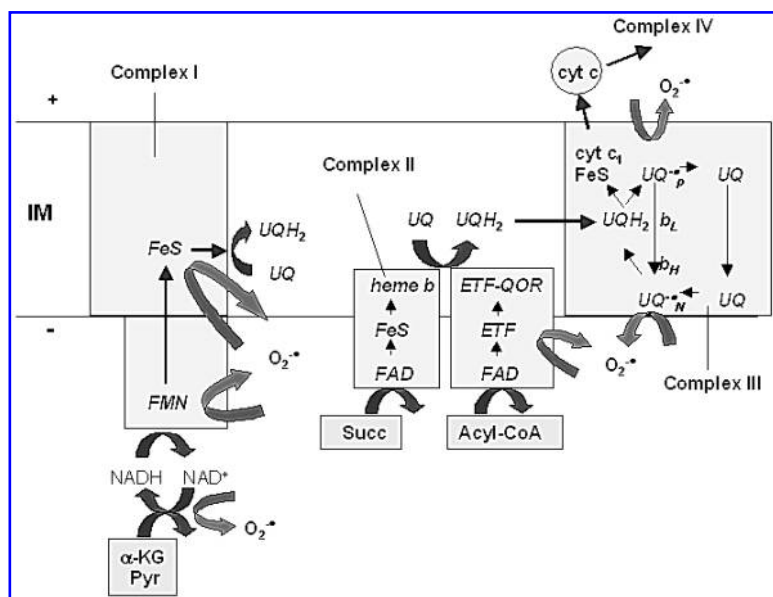 Complex IV
Complex I
cyt c
+
O₂⁻•
cyt c₁
FeS
UQ⁻•P
UQ
Complex II
IM
UQH₂
UQ
UQH₂
UQH₂
bL
FeS
UQ
heme b
ETF-QOR
bH
UQ⁻•N
UQ
-
FeS
ETF
O₂⁻•
O₂⁻•
Complex III
FMN
FAD
FAD
Succ
Acyl-CoA
NADH
NAD⁺
O₂⁻•
α-KG
Pyr